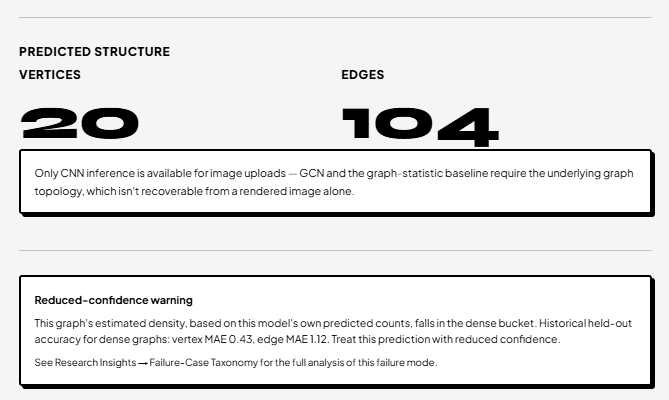 PREDICTED STRUCTURE
VERTICES
EDGES
20
104
Only CNN inference is available for image uploads — GCN and the graph-statistic baseline require the underlying graph
topology, which isn't recoverable from a rendered image alone.
Reduced-confidence warning
This graph's estimated density, based on this model's own predicted counts, falls in the dense bucket. Historical held-out
accuracy for dense graphs: vertex MAE 0.43, edge MAE 1.12. Treat this prediction with reduced confidence.
See Research Insights → Failure-Case Taxonomy for the full analysis of this failure mode.